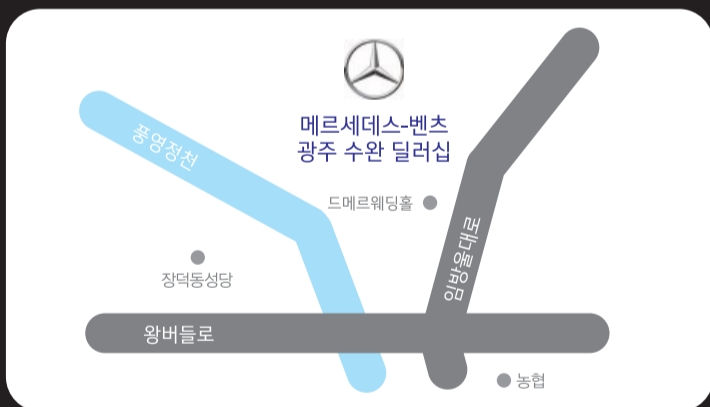 메르세데스-벤츠
광주 수완 딜러십
풍영정천
드메르웨딩홀
임방울대로
장덕동성당
왕버들로
농협